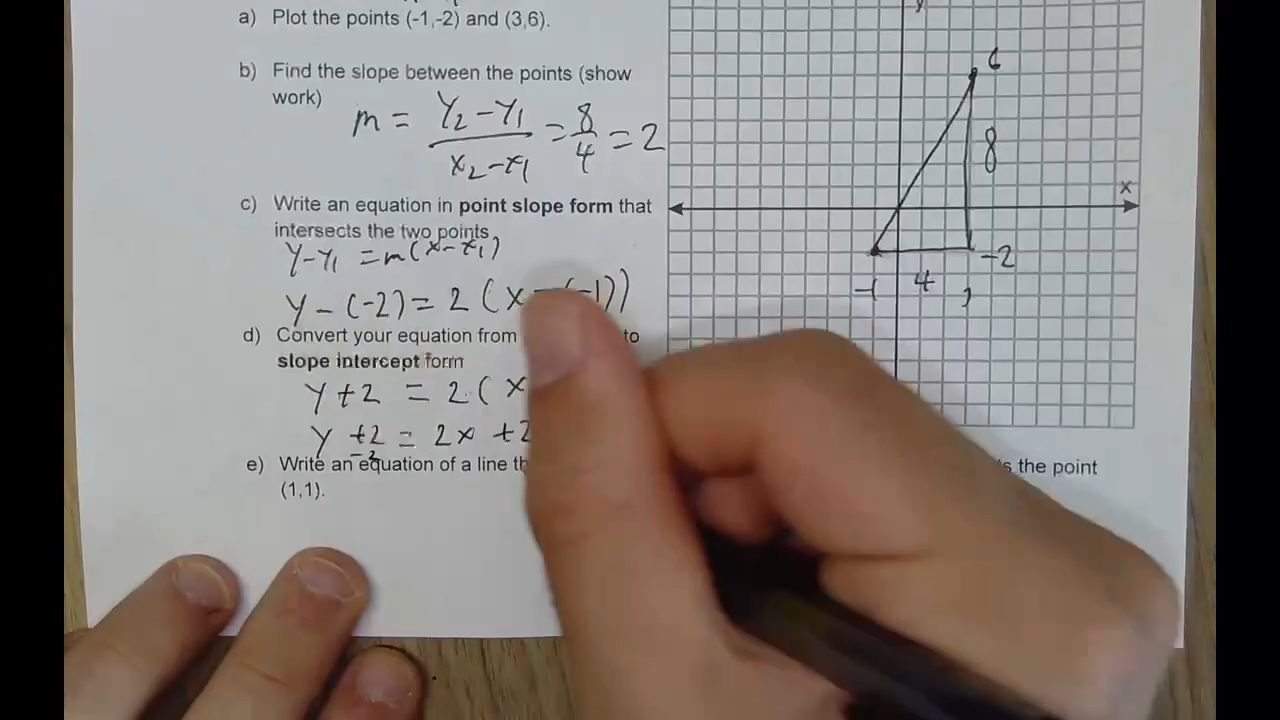 a) Plot the points (-1,-2) and (3,6).
b) Find the slope between the points (show
work)
m = Y2 - Y1 / x2 - x1 = 8/4 = 2
c) Write an equation in point slope form that
intersects the two points
Y - Y1 = m(x - x1)
y - (-2) = 2 (x - (-1))
d) Convert your equation from to
slope intercept form
y + 2 = 2 ( x
y + 2 = 2x + 2
- 2
e) Write an equation of a line the point
(1,1).
y
6
8
x
-2
-1 4